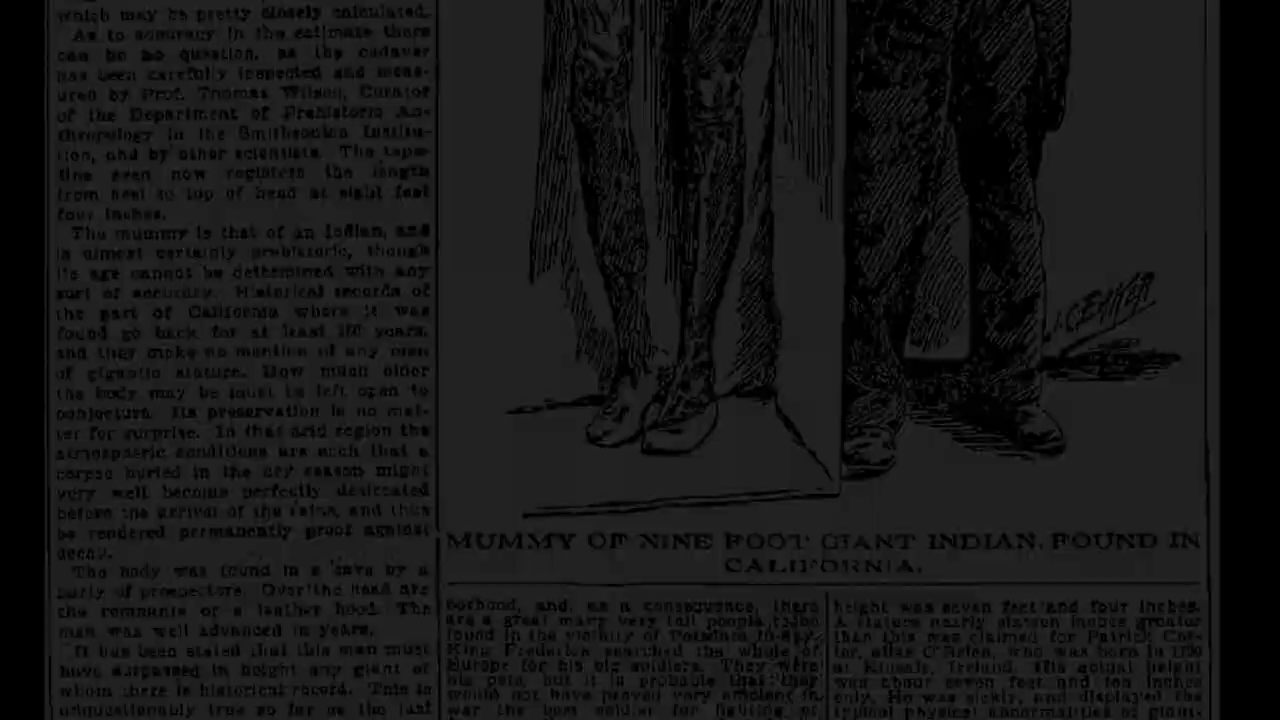 which may be pretty closely calculated.
As to accuracy in the estimate there
can be no question, as the cadaver
has been carefully inspected and meas-
ured by Prof. Thomas Wilson, Curator
of the Department of Prehistoric An-
thropology in the Smithsonian Institu-
tion, and by other scientists. The tape-
line even now registers the length
from heel to top of head at eight feet
four inches.
The mummy is that of an Indian, and
is almost certainly prehistoric, though
its age cannot be determined with any
sort of accuracy. Historical records of
the part of California where it was
found go back for at least years,
and they make no mention of any man
of gigantic stature. How much older
the body may be must be left open to
conjecture. Its preservation is no mat-
ter for surprise. In that arid region the
atmospheric conditions are such that a
corpse buried in the dry season might
very well become perfectly desiccated
before the arrival of the rains, and thus
be rendered permanently proof against
decay.
The body was found in a cave by a
party of prospectors. Over the head are
the remnants of a leather hood. The
man was well advanced in years.
It has been stated that this man must
have surpassed in height any giant of
whom there is historical record. This is
unquestionably true so far as the last
MUMMY OF NINE FOOT GIANT INDIAN, FOUND IN
CALIFORNIA.
borhood, and, as a consequence, there
are a great many very tall people to be
found in the vicinity of Potsdam to-day.
King Frederick searched the whole of
Europe for his big soldiers. They were
his pets, but it is probable that they
would not have proved very efficient in
war the best soldier for fighting or
height was seven feet and four inches.
A stature nearly sixteen inches greater
than this was claimed for Patrick Cot-
ter, alias O'Brien, who was born in
at Kinsale, Ireland. His actual height
was about seven feet and ten inches
only. He was sickly, and displayed the
typical physical abnormalities of giant-